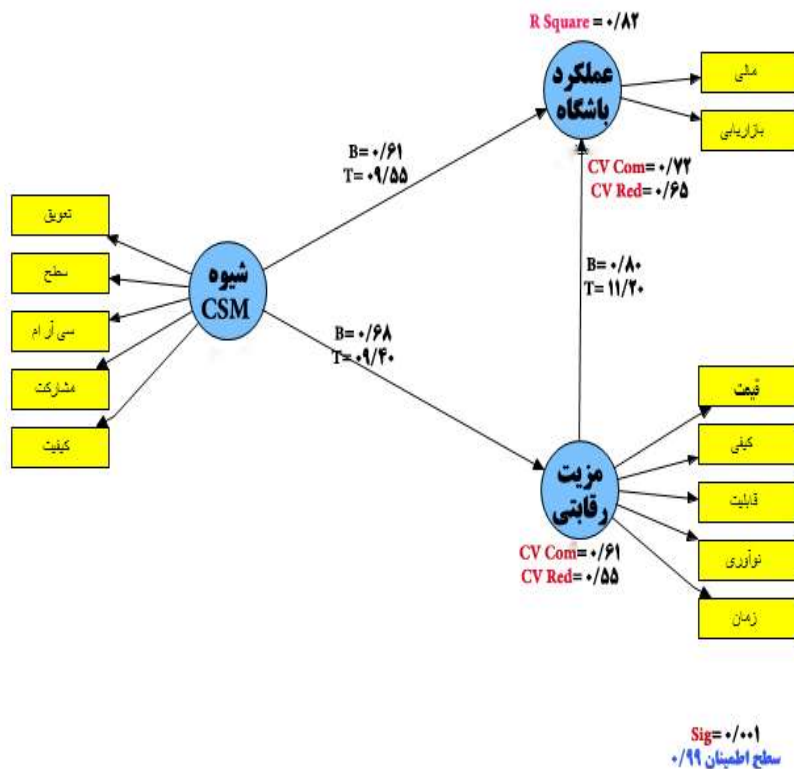 R Square = ۰/۸۲
عملکرد
باشگاه
مالی
بازاریابی
CV Com= ۰/۷۲
CV Red= ۰/۶۵
B= ۰/۶۱
T= ۰۹/۵۵
تعویق
سطح
سی آر ام
مشارکت
کیفیت
شیوه
CSM
B= ۰/۸۰
T= ۱۱/۲۰
B= ۰/۶۸
T= ۰۹/۴۰
مزیت
رقابتی
CV Com= ۰/۶۱
CV Red= ۰/۵۵
قیمت
کیفی
قابلیت
نوآوری
زمان
Sig= ۰/۰۰۱
سطح اطمینان ۰/۹۹